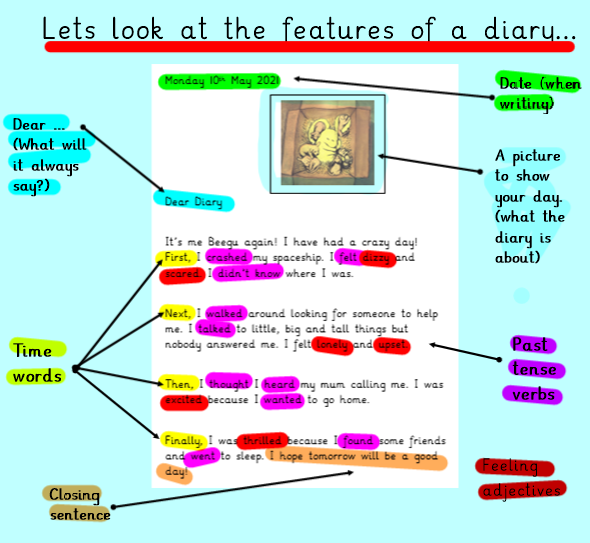 Lets look at the features of a diary...
Monday 10th May 2021
Date (when
writing)
Dear ...
(What will
it always
say?)
A picture
to show
your day.
(what the
diary is
about)
Dear Diary
It's me Beegu again! I have had a crazy day!
First, I crashed my spaceship. I felt dizzy and
scared. I didn't know where I was.
Next, I walked around looking for someone to help
me. I talked to little, big and tall things but
nobody answered me. I felt lonely and upset.
Time
words
Past
tense
verbs
Then, I thought I heard my mum calling me. I was
excited because I wanted to go home.
Finally, I was thrilled because I found some friends
and went to sleep. I hope tomorrow will be a good
day!
Feeling
adjectives
Closing
sentence